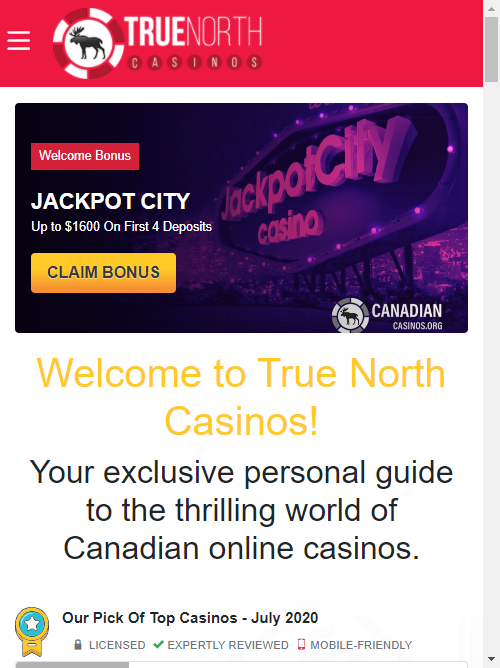 TRUENORTH
CASINOS
Welcome Bonus
JACKPOT CITY
Up to $1600 On First 4 Deposits
CLAIM BONUS
JackpotCity
casino
CANADIAN
CASINOS.ORG
Welcome to True North
Casinos!
Your exclusive personal guide
to the thrilling world of
Canadian online casinos.
Our Pick Of Top Casinos - July 2020
LICENSED EXPERTLY REVIEWED MOBILE-FRIENDLY